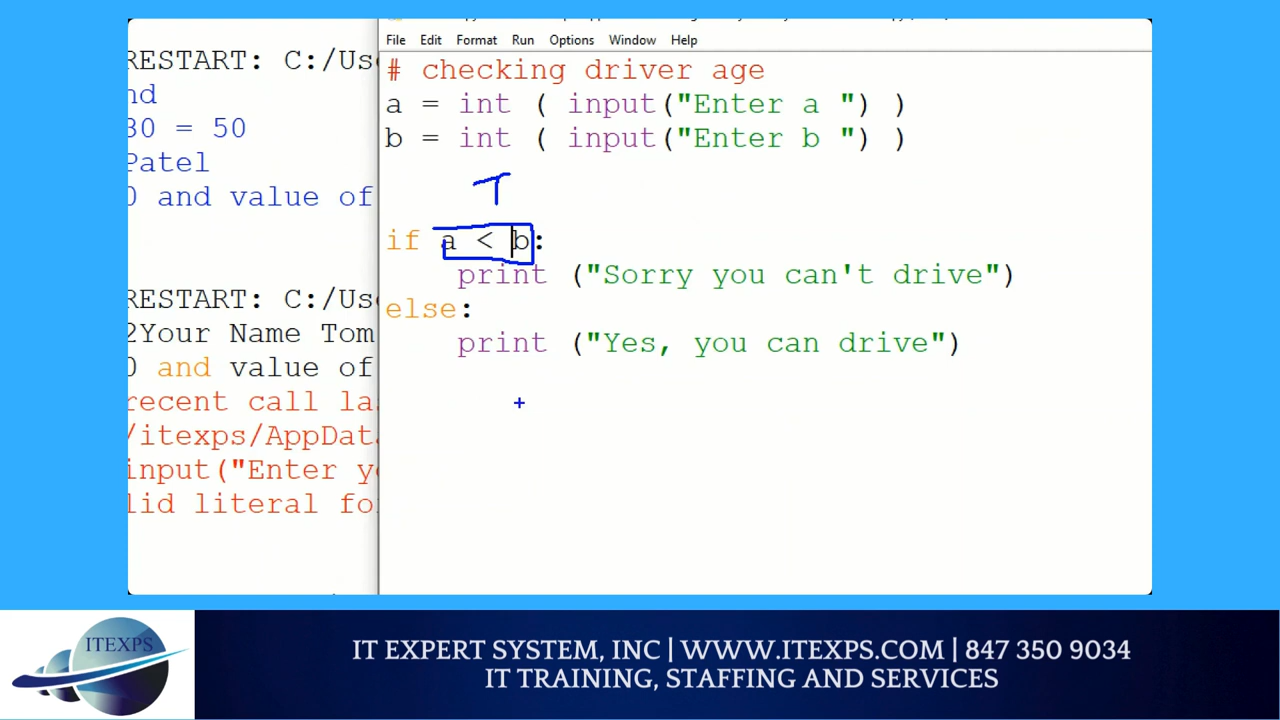 RESTART: C:/Us
nd
30 = 50
Patel
0 and value of
RESTART: C:/Us
2Your Name Tom
0 and value of
recent call la
/itexps/AppDat
input("Enter y
lid literal fo
File Edit Format Run Options Window Help
# checking driver age
a = int ( input("Enter a ") )
b = int ( input("Enter b ") )
T
if a < b:
print ("Sorry you can't drive")
else:
print ("Yes, you can drive")
ITEXPS
IT EXPERT SYSTEM, INC | WWW.ITEXPS.COM | 847 350 9034
IT TRAINING, STAFFING AND SERVICES